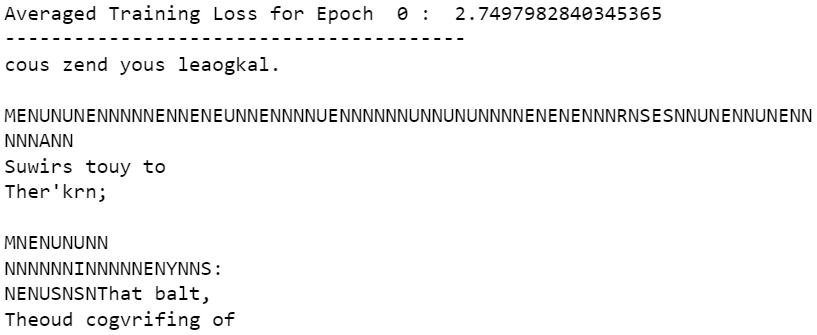 Averaged Training Loss for Epoch  0 :  2.7497982840345365
----------------------------------------
cous zend yous leaogkal.

MENUNUNENNNNNENNENEUNNENNNNUENNNNNNUNNUNUNNNNENENENNNRNSESNNUNENNUNENN
NNNANN
Suwirs touy to
Ther'krn;

MNENUNUNN
NNNNNNINNNNNENYNNS:
NENUSNSNThat balt,
Theoud cogvrifing of